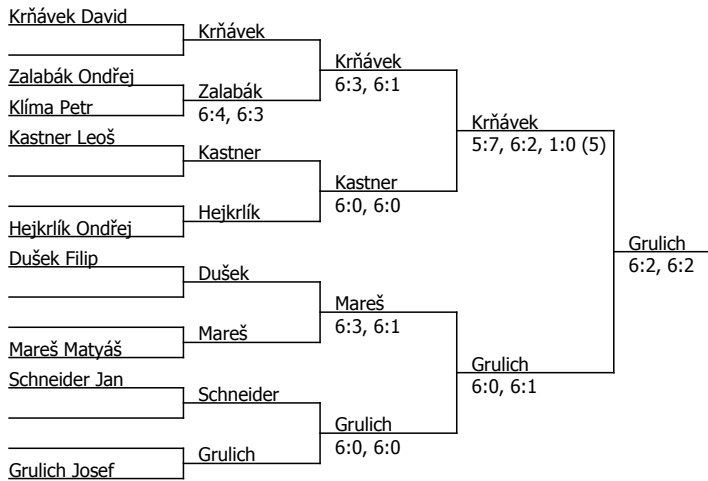 Krňávek David
Krňávek
Zalabák Ondřej
Krňávek
6:3, 6:1
Klíma Petr
Zalabák
6:4, 6:3
Kastner Leoš
Krňávek
5:7, 6:2, 1:0 (5)
Kastner
Kastner
6:0, 6:0
Hejkrlík Ondřej
Hejkrlík
Dušek Filip
Grulich
6:2, 6:2
Dušek
Mareš
6:3, 6:1
Mareš Matyáš
Mareš
Schneider Jan
Grulich
6:0, 6:1
Schneider
Grulich
6:0, 6:0
Grulich Josef
Grulich